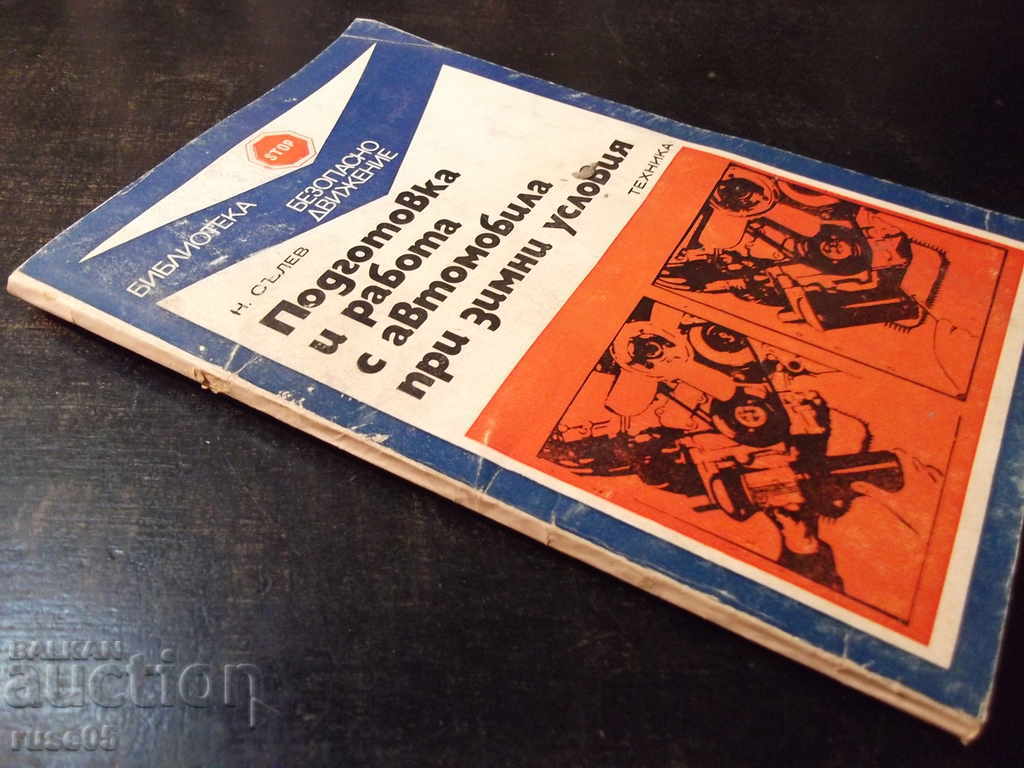 БИБЛИОТЕКА
STOP
БЕЗОПАСНО
ДВИЖЕНИЕ
Н. СЪЛЕВ
Подготовка
и работа
с автомобила
при зимни условия
ТЕХНИКА
BALKAN
auction
ruse05